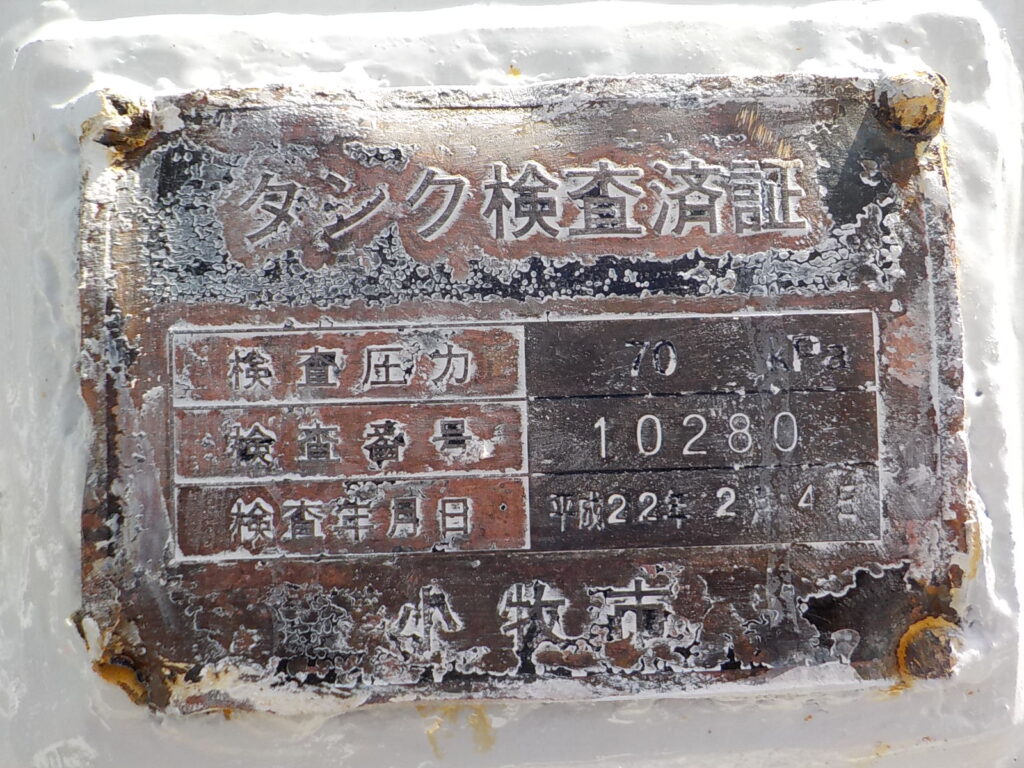 タンク検査済証
検査圧力 70 kPa
検査番号 10280
検査年月日 平成22年 2月 4日
小牧市